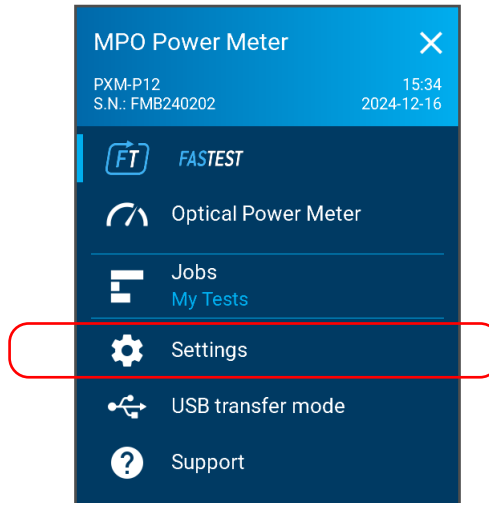 MPO Power Meter
PXM-P12 15:34
S.N.: FMB240202 2024-12-16
FT FASTEST
Optical Power Meter
Jobs
My Tests
Settings
USB transfer mode
? Support